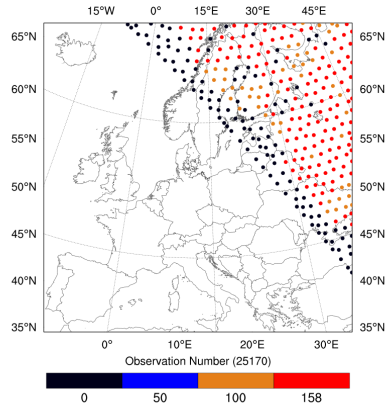 15°W 0° 15°E 30°E 45°E
65°N 65°N
60°N 60°N
55°N 55°N
50°N 50°N
45°N 45°N
40°N 40°N
35°N 35°N
0° 10°E 20°E 30°E
Observation Number (25170)
0 50 100 158